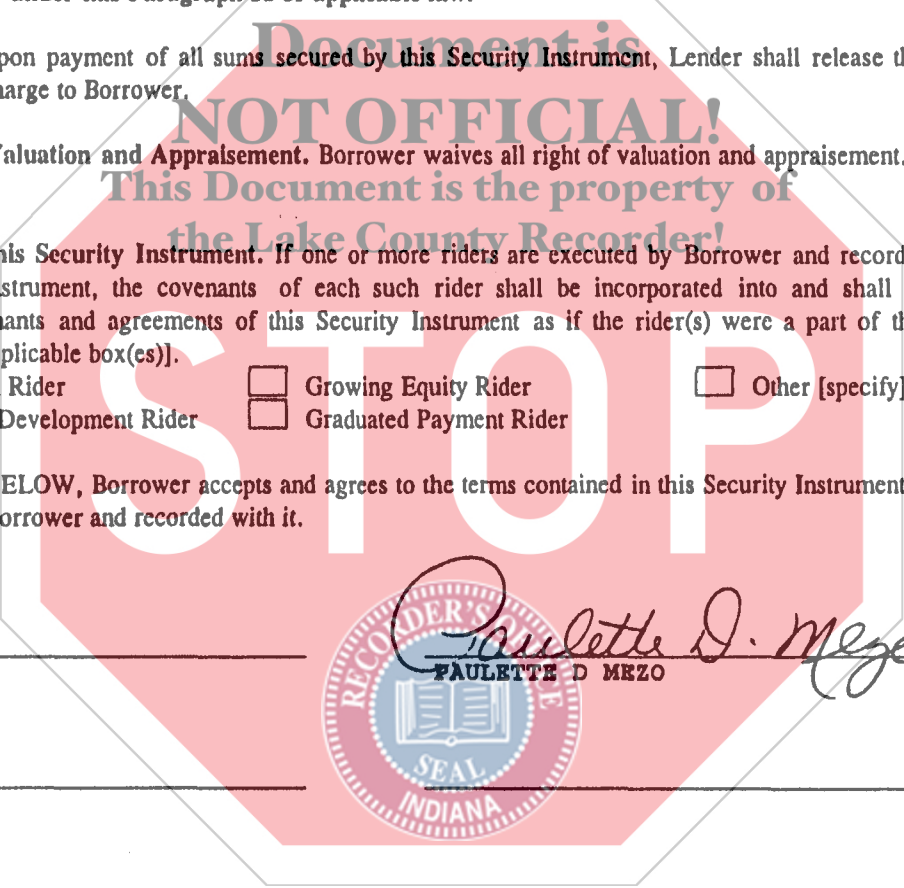 under this Paragraph
applicable law.
Document is
pon payment of all sums secured by this Security Instrument, Lender shall release th
harge to Borrower.
NOT OFFICIAL!
Valuation and Appraisement. Borrower waives all right of valuation and appraisement.
This Document is the property of
the Lake County Recorder!
his Security Instrument. If one or more riders are executed by Borrower and record
strument, the covenants of each such rider shall be incorporated into and shall
nants and agreements of this Security Instrument as if the rider(s) were a part of th
plicable box(es)].
Rider Growing Equity Rider Other [specify]
Development Rider Graduated Payment Rider
STOP
ELOW, Borrower accepts and agrees to the terms contained in this Security Instrument
orrower and recorded with it.
Paulette D. Mezo
PAULETTE D MEZO
RECORDER'S OFFICE
SEAL
INDIANA